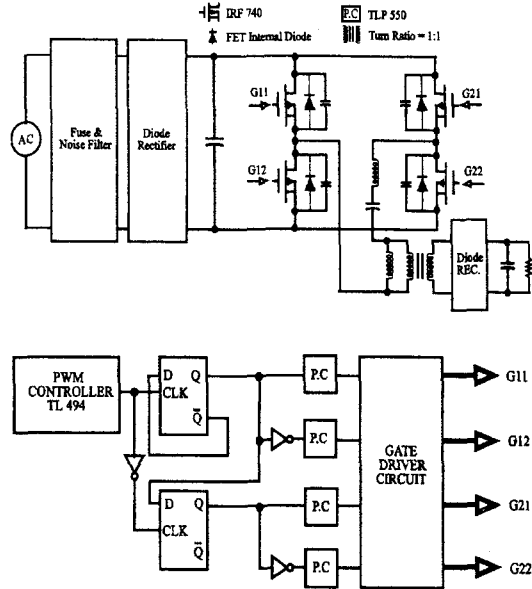 IRF 740
P.C TLP 550
FET Internal Diode
Turn Ratio = 1:1
AC
Fuse &
Noise Filter
Diode
Rectifier
G11
G21
G12
G22
Diode
REC.
PWM
CONTROLLER
TL 494
D Q
CLK
Q
D Q
CLK
Q
P.C
P.C
P.C
P.C
GATE
DRIVER
CIRCUIT
G11
G12
G21
G22